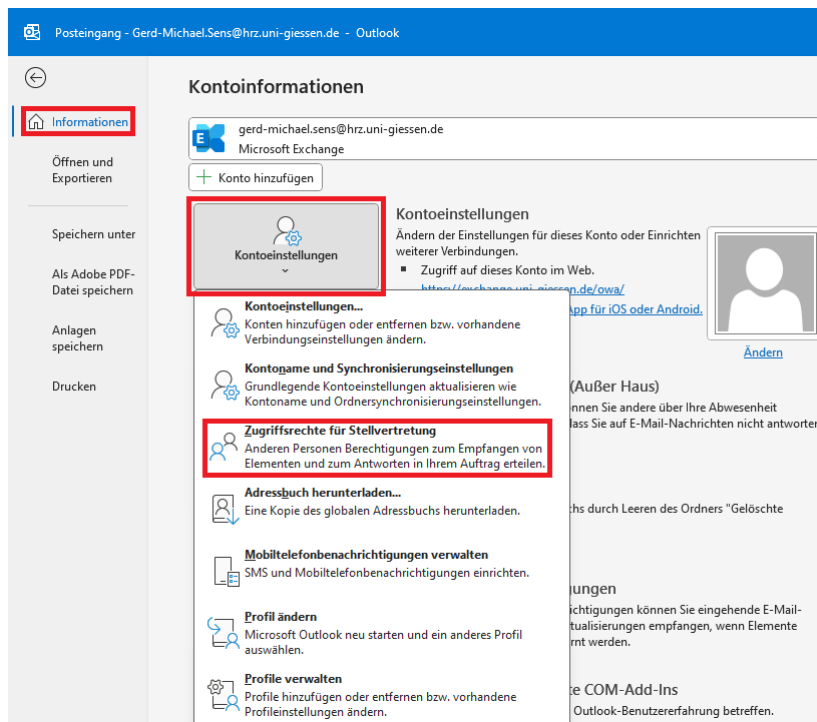 Posteingang - Gerd-Michael.Sens@hrz.uni-giessen.de - Outlook
Informationen
Öffnen und
Exportieren
Speichern unter
Als Adobe PDF-
Datei speichern
Anlagen
speichern
Drucken
Kontoinformationen
gerd-michael.sens@hrz.uni-giessen.de
Microsoft Exchange
Konto hinzufügen
Kontoeinstellungen
Kontoeinstellungen
Ändern der Einstellungen für dieses Konto oder Einrichten
weiterer Verbindungen.
Zugriff auf dieses Konto im Web.
https://exchange.uni-giessen.de/owa/
App für iOS oder Android.
Ändern
Kontoeinstellungen...
Konten hinzufügen oder entfernen bzw. vorhandene
Verbindungseinstellungen ändern.
Kontoname und Synchronisierungseinstellungen
Grundlegende Kontoeinstellungen aktualisieren wie
Kontoname und Ordnersynchronisierungseinstellungen.
Zugriffsrechte für Stellvertretung
Anderen Personen Berechtigungen zum Empfangen von
Elementen und zum Antworten in Ihrem Auftrag erteilen.
Adressbuch herunterladen...
Eine Kopie des globalen Adressbuchs herunterladen.
Mobiltelefonbenachrichtigungen verwalten
SMS und Mobiltelefonbenachrichtigungen einrichten.
Profil ändern
Microsoft Outlook neu starten und ein anderes Profil
auswählen.
Profile verwalten
Profile hinzufügen oder entfernen bzw. vorhandene
Profileinstellungen ändern.
(Außer Haus)
nnen Sie andere über Ihre Abwesenheit
lass Sie auf E-Mail-Nachrichten nicht antworter
chs durch Leeren des Ordners "Gelöschte
gungen
ichtigungen können Sie eingehende E-Mail-
tualisierungen empfangen, wenn Elemente
rnt werden.
te COM-Add-Ins
Outlook-Benutzererfahrung betreffen.